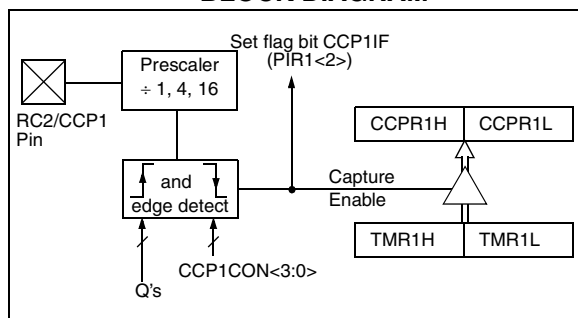 BLOCK DIAGRAM
Set flag bit CCP1IF
(PIR1<2>)
Prescaler
÷ 1, 4, 16
RC2/CCP1
Pin
CCPR1H
CCPR1L
and
edge detect
Capture
Enable
TMR1H
TMR1L
CCP1CON<3:0>
Q's